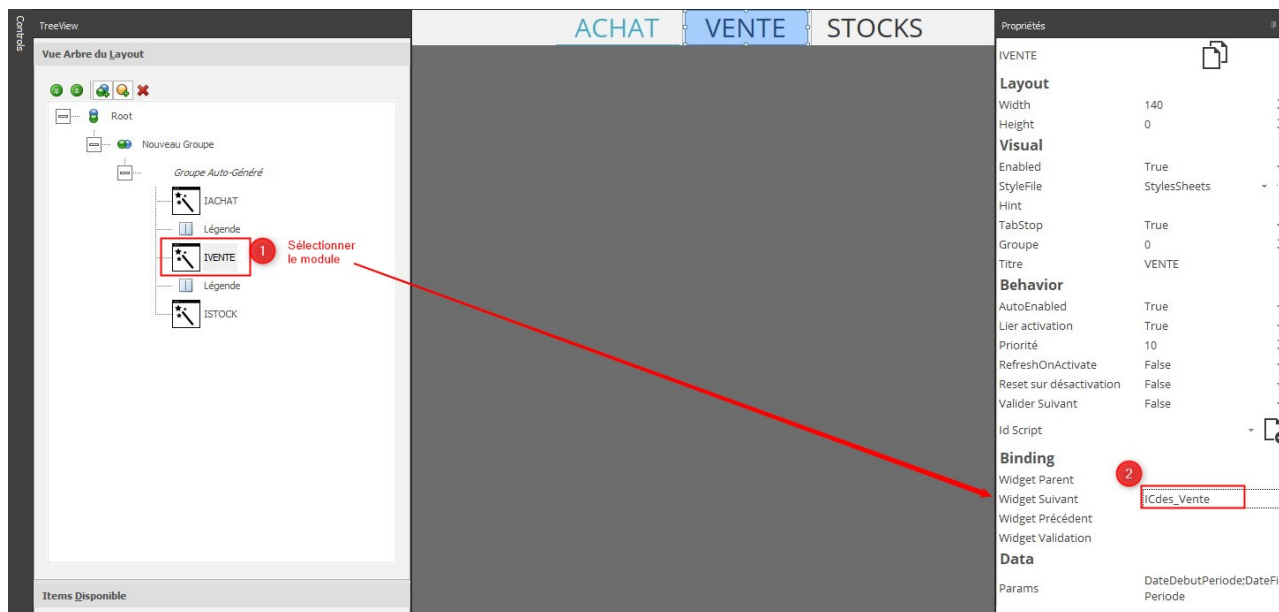 Controls
TreeView
Vue Arbre du Layout
Root
Nouveau Groupe
Groupe Auto-Généré
IACHAT
Légende
IVENTE
1
Sélectionner
le module
Légende
ISTOCK
Items Disponible
ACHAT VENTE STOCKS
Propriétés
IVENTE
Layout
Width 140
Height 0
Visual
Enabled True
StyleFile StylesSheets
Hint
TabStop True
Groupe 0
Titre VENTE
Behavior
AutoEnabled True
Lier activation True
Priorité 10
RefreshOnActivate False
Reset sur désactivation False
Valider Suivant False
Id Script
Binding
Widget Parent
2
Widget Suivant ICdes_Vente
Widget Précédent
Widget Validation
Data
Params DateDebutPeriode;DateFi
Periode